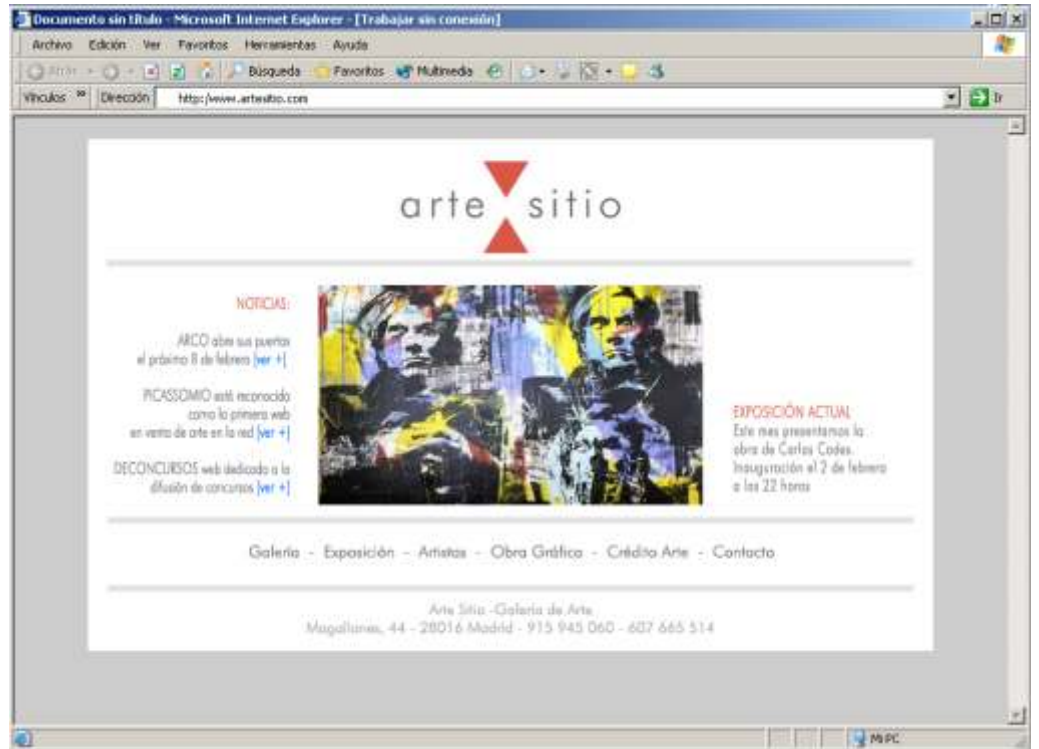 Documento sin título - Microsoft Internet Explorer - [Trabajar sin conexión]
Archivo Edición Ver Favoritos Herramientas Ayuda
Atrás Búsqueda Favoritos Multimedia
Vínculos » Dirección http:/www.artesitio.com Ir
arte sitio
NOTICIAS:
ARCO abre sus puertas
el próximo 8 de febrero [ver +]
PICASSOMIO está reconocido
como la primera web
en venta de arte en la red [ver +]
DECONCURSOS web dedicado a la
difusión de concursos [ver +]
EXPOSICIÓN ACTUAL
Este mes presentamos la
obra de Carlos Codes.
Inauguración el 2 de febrero
a las 22 horas
Galería - Exposición - Artistas - Obra Gráfica - Crédito Arte - Contacto
Arte Sitio -Galería de Arte
Magallanes, 44 - 28016 Madrid - 915 945 060 - 607 665 514
Mi PC